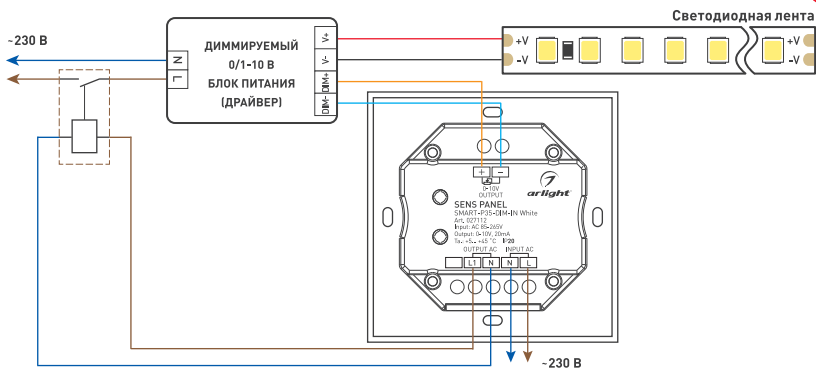 Светодиодная лента
~230 В
N
L
ДИММИРУЕМЫЙ
0/1-10 В
БЛОК ПИТАНИЯ
(ДРАЙВЕР)
V+
V-
DIM+
DIM-
+V
-V
+V
-V
+ -
0-10V
OUTPUT
arlight®
SENS PANEL
SMART-P35-DIM-IN White
Art. 027112
Input: AC 85-265V
Output: 0-10V, 20mA
Ta.: +5... +45 °C IP20
OUTPUT AC INPUT AC
L1 N N L
~230 В